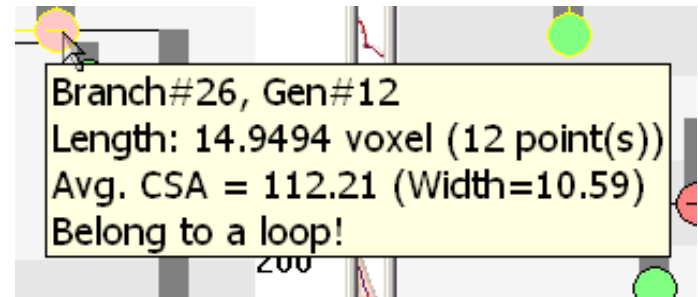 Branch#26, Gen#12
Length: 14.9494 voxel (12 point(s))
Avg. CSA = 112.21 (Width=10.59)
Belong to a loop!
200